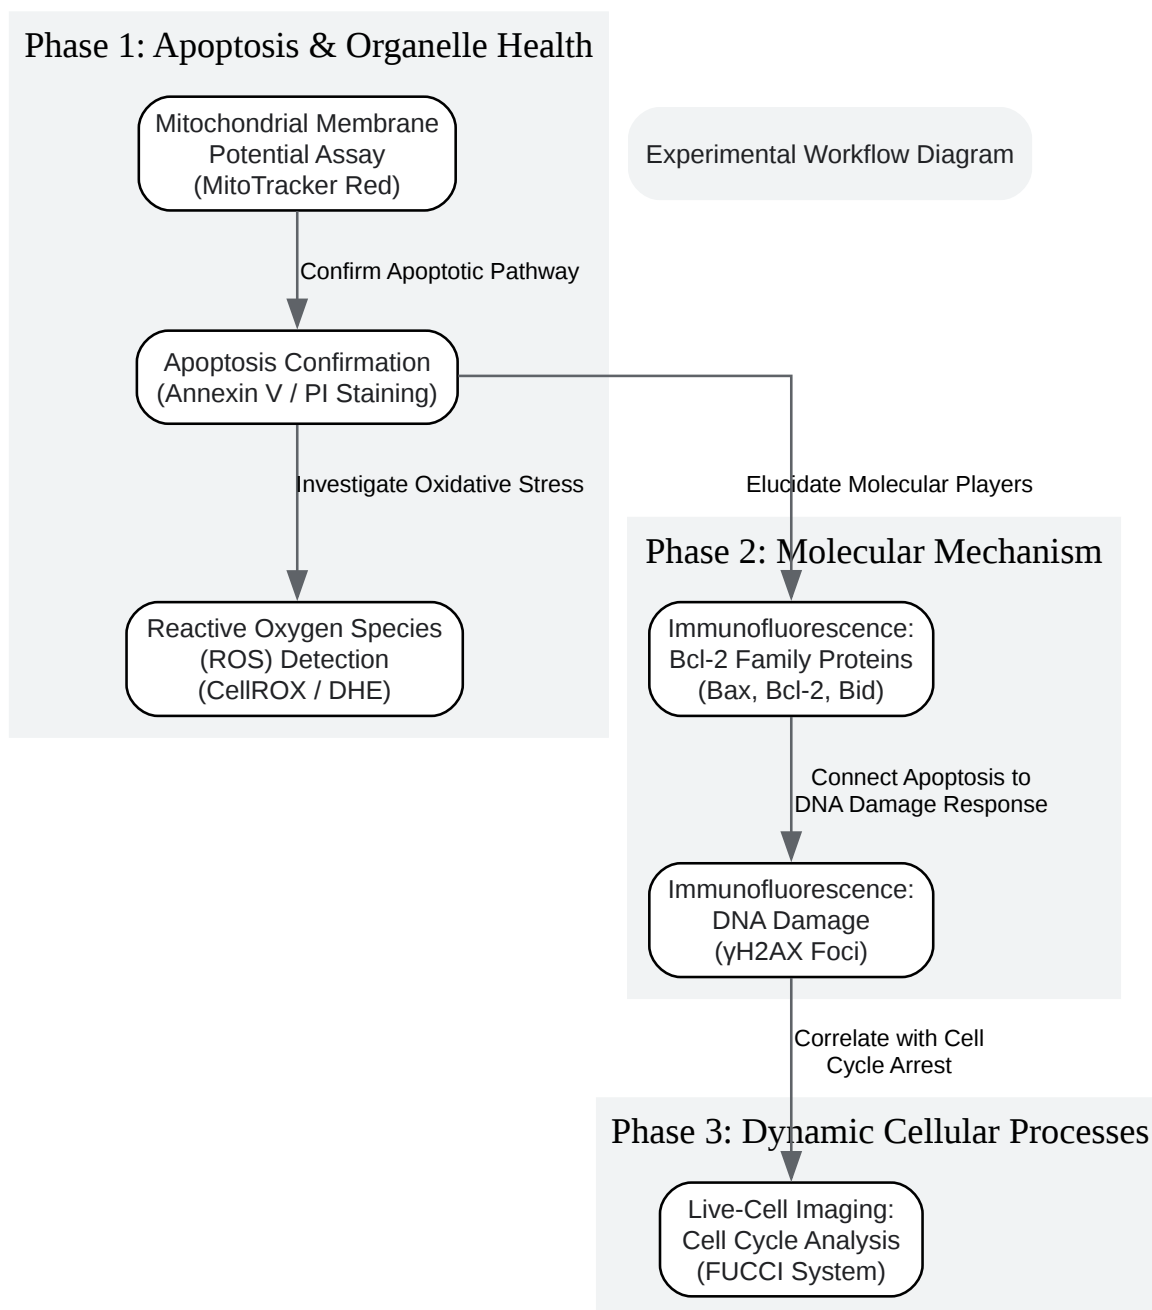 Phase 1: Apoptosis & Organelle Health
Mitochondrial Membrane
Potential Assay
(MitoTracker Red)
Experimental Workflow Diagram
Confirm Apoptotic Pathway
Apoptosis Confirmation
(Annexin V / PI Staining)
Investigate Oxidative Stress
Elucidate Molecular Players
Reactive Oxygen Species
(ROS) Detection
(CellROX / DHE)
Phase 2: Molecular Mechanism
Immunofluorescence:
Bcl-2 Family Proteins
(Bax, Bcl-2, Bid)
Connect Apoptosis to
DNA Damage Response
Immunofluorescence:
DNA Damage
(γH2AX Foci)
Correlate with Cell
Cycle Arrest
Phase 3: Dynamic Cellular Processes
Live-Cell Imaging:
Cell Cycle Analysis
(FUCCI System)